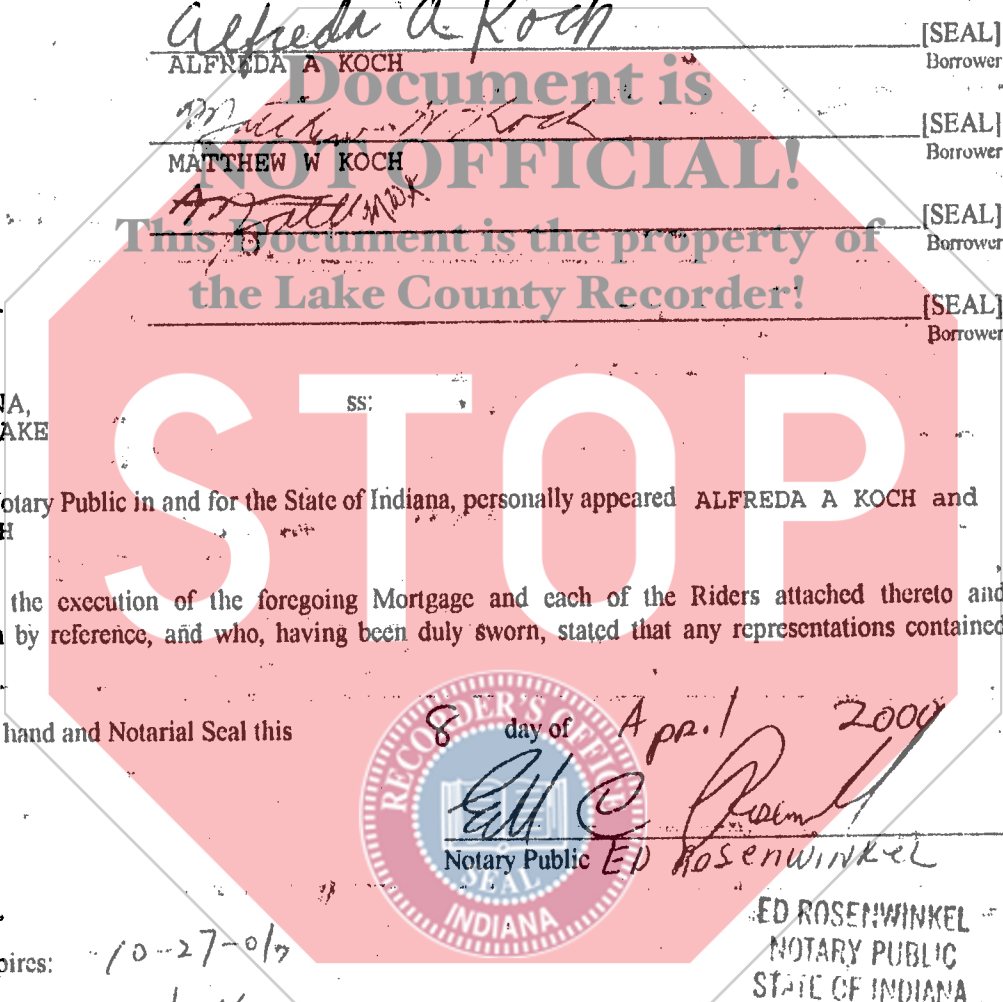 Alfreda A Koch
[SEAL]
ALFREDA A KOCH
Borrower
Document is
Matthew W Koch
[SEAL]
MATTHEW W KOCH
Borrower
NOT OFFICIAL!
MWK
[SEAL]
This Document is the property of
Borrower
the Lake County Recorder!
[SEAL]
Borrower
STOP
NA,
ss:
AKE
otary Public in and for the State of Indiana, personally appeared ALFREDA A KOCH and
H
the execution of the foregoing Mortgage and each of the Riders attached thereto and
by reference, and who, having been duly sworn, stated that any representations contained
hand and Notarial Seal this 8 day of April 2000
RECORDER'S OFFICE
SEAL
INDIANA
Notary Public ED Rosenwinkel
ED ROSENWINKEL
NOTARY PUBLIC
STATE OF INDIANA
pires: